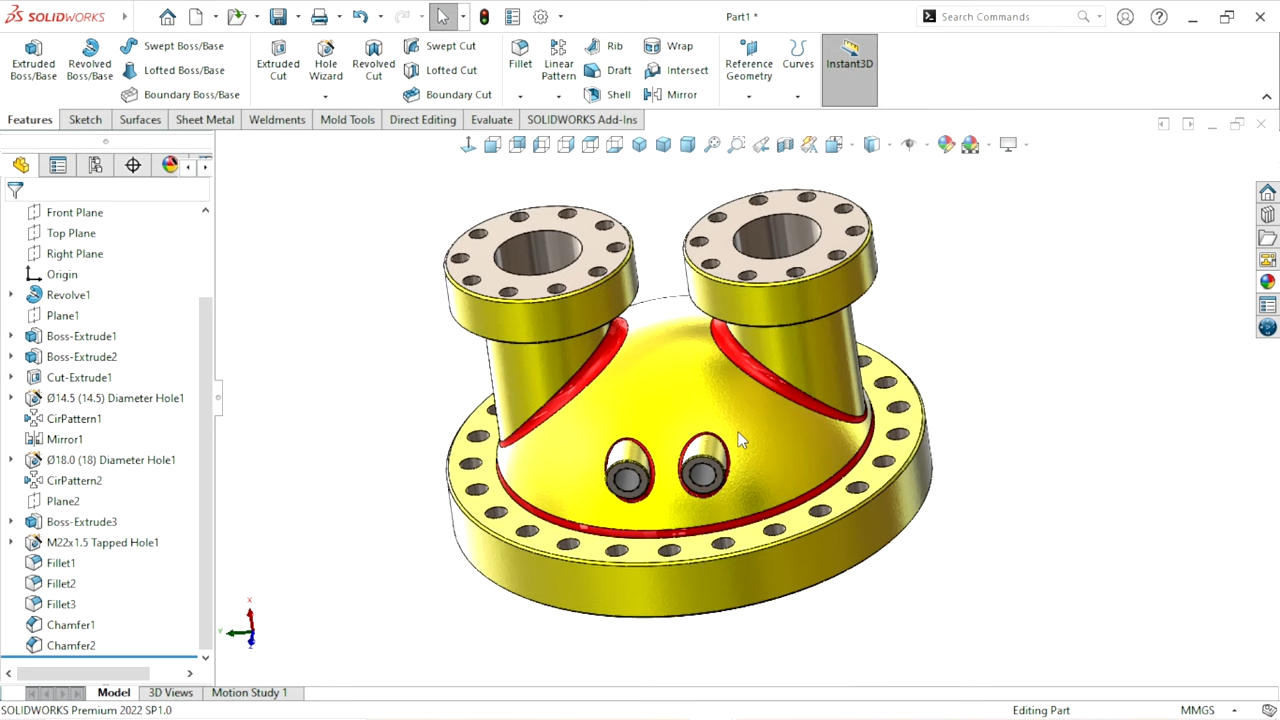 SOLIDWORKS
Part1 *
Search Commands
Extruded Boss/Base
Revolved Boss/Base
Swept Boss/Base
Lofted Boss/Base
Boundary Boss/Base
Extruded Cut
Hole Wizard
Revolved Cut
Swept Cut
Lofted Cut
Boundary Cut
Fillet
Linear Pattern
Rib
Draft
Shell
Wrap
Intersect
Mirror
Reference Geometry
Curves
Instant3D
Features
Sketch
Surfaces
Sheet Metal
Weldments
Mold Tools
Direct Editing
Evaluate
SOLIDWORKS Add-Ins
Front Plane
Top Plane
Right Plane
Origin
Revolve1
Plane1
Boss-Extrude1
Boss-Extrude2
Cut-Extrude1
Ø14.5 (14.5) Diameter Hole1
CirPattern1
Mirror1
Ø18.0 (18) Diameter Hole1
CirPattern2
Plane2
Boss-Extrude3
M22x1.5 Tapped Hole1
Fillet1
Fillet2
Fillet3
Chamfer1
Chamfer2
X
Y
Z
Model
3D Views
Motion Study 1
SOLIDWORKS Premium 2022 SP1.0
Editing Part
MMGS